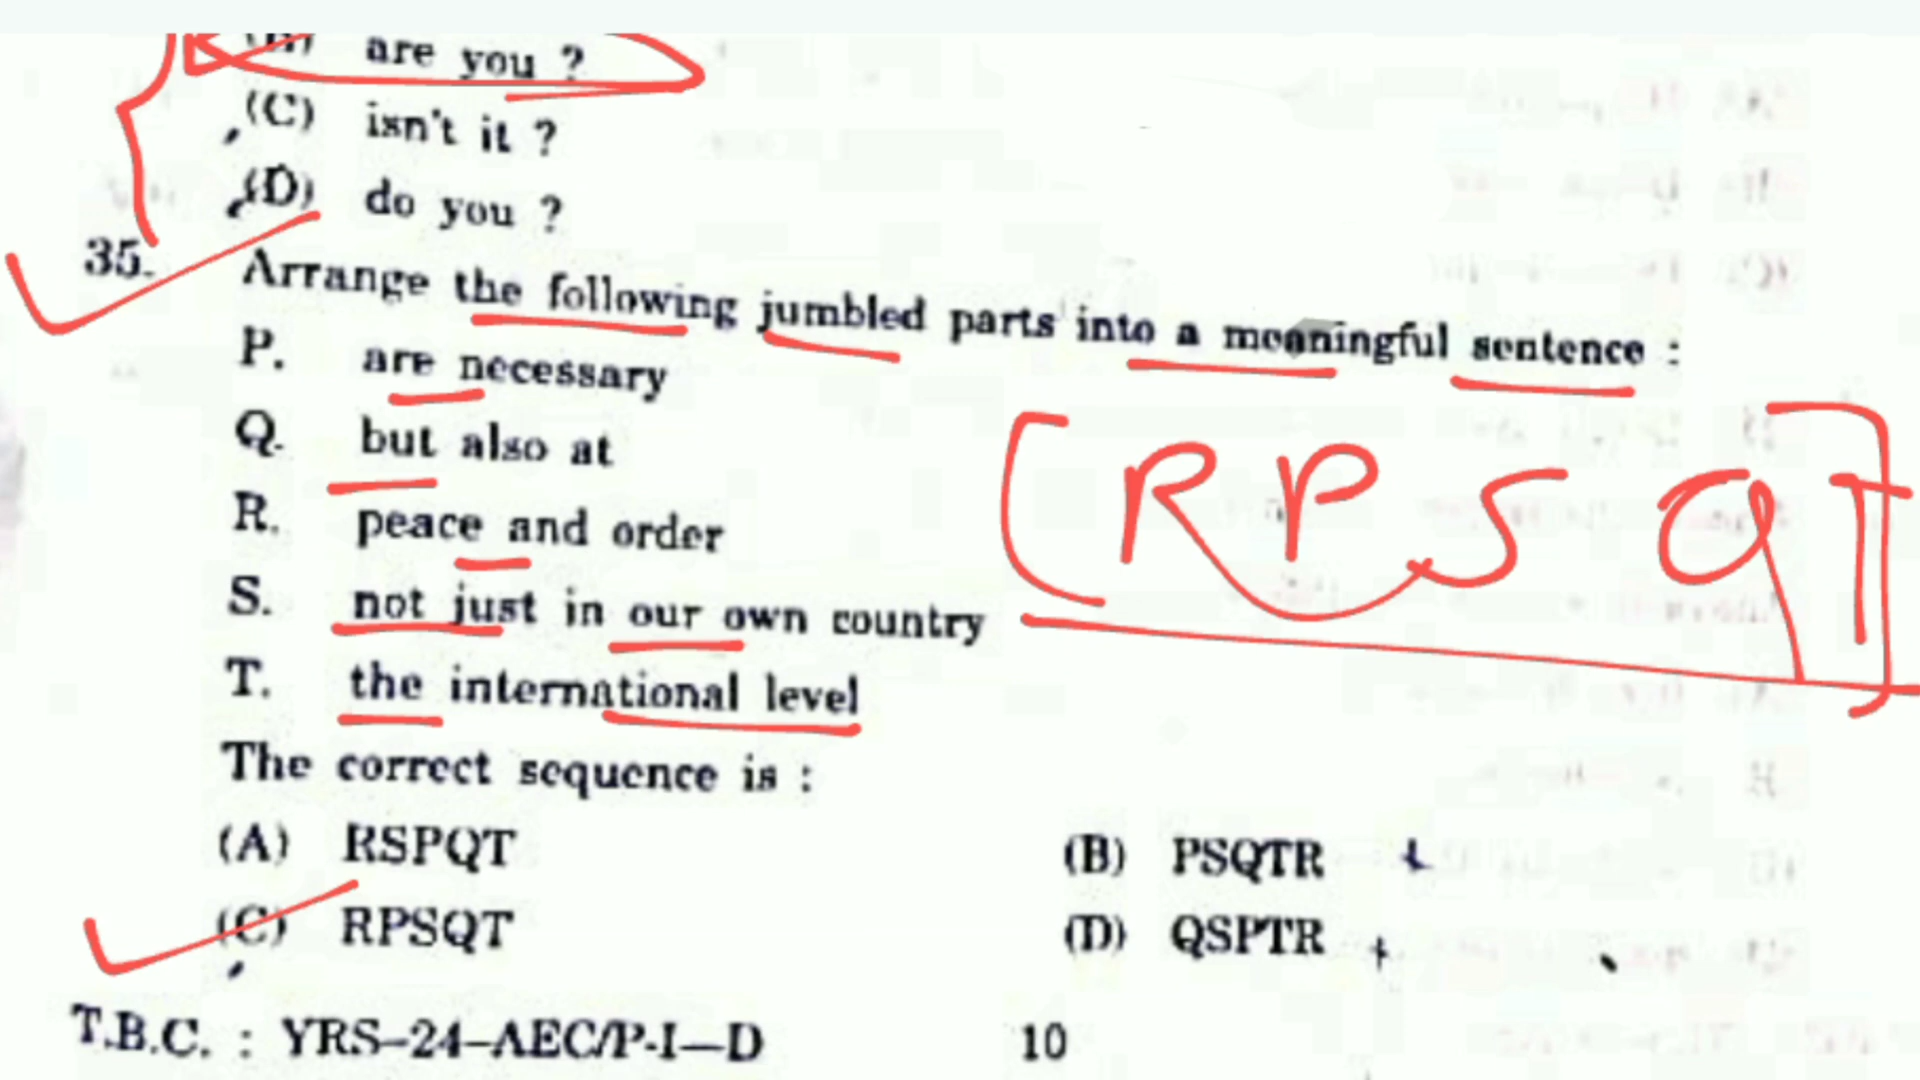 are you ?
(C) isn't it ?
(D) do you ?
35. Arrange the following jumbled parts into a meaningful sentence :
P. are necessary
Q. but also at
R. peace and order
S. not just in our own country
T. the international level
[RPSQT]
The correct sequence is :
(A) RSPQT (B) PSQTR
(C) RPSQT (D) QSPTR
T.B.C. : YRS–24–AEC/P-I—D 10